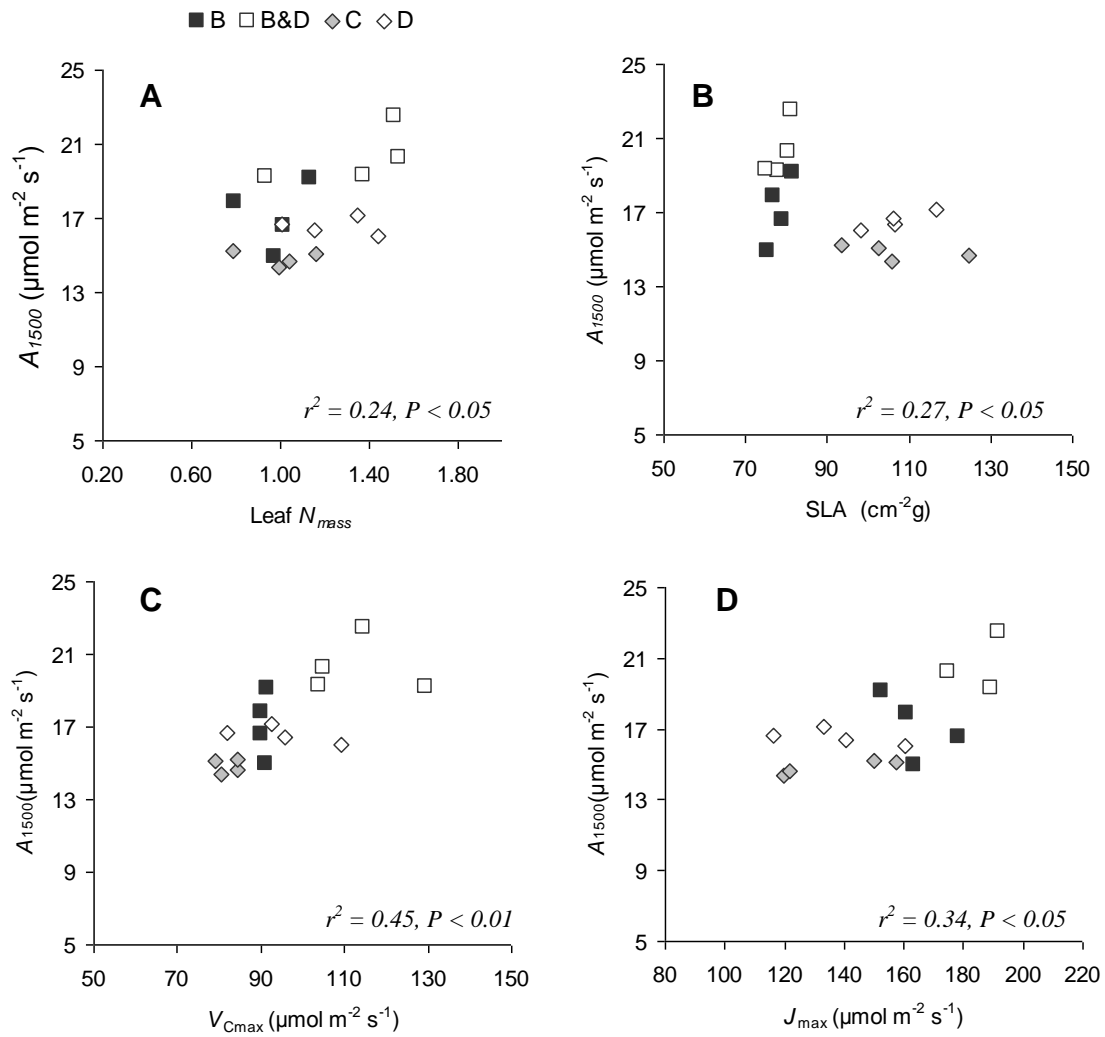 B B&D C D
A
25
21
17
13
9
5
A1500 (µmol m-2 s-1)
r2 = 0.24, P < 0.05
0.20 0.60 1.00 1.40 1.80
Leaf Nmass
B
25
21
17
13
9
5
A1500 (µmol m-2 s-1)
r2 = 0.27, P < 0.05
50 70 90 110 130 150
SLA (cm-2g)
C
25
21
17
13
9
5
A1500(µmol m-2 s-1)
r2 = 0.45, P < 0.01
50 70 90 110 130 150
VCmax (µmol m-2 s-1)
D
25
21
17
13
9
5
A1500(µmol m-2 s-1)
r2 = 0.34, P < 0.05
80 100 120 140 160 180 200 220
Jmax (µmol m-2 s-1)